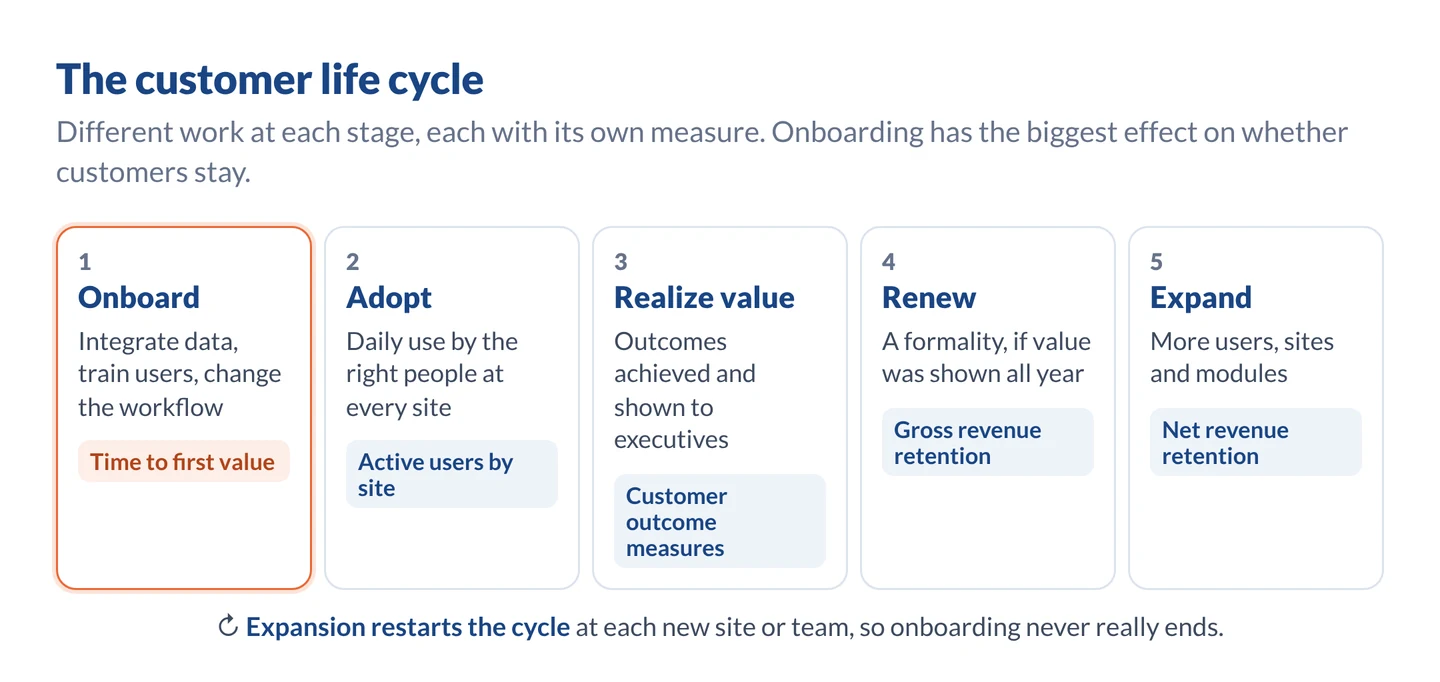 The customer life cycle
Different work at each stage, each with its own measure. Onboarding has the biggest effect on whether
customers stay.
1
Onboard
Integrate data,
train users, change
the workflow
Time to first value
2
Adopt
Daily use by the
right people at
every site
Active users by
site
3
Realize value
Outcomes
achieved and
shown to
executives
Customer
outcome
measures
4
Renew
A formality, if value
was shown all year
Gross revenue
retention
5
Expand
More users, sites
and modules
Net revenue
retention
↻ Expansion restarts the cycle at each new site or team, so onboarding never really ends.